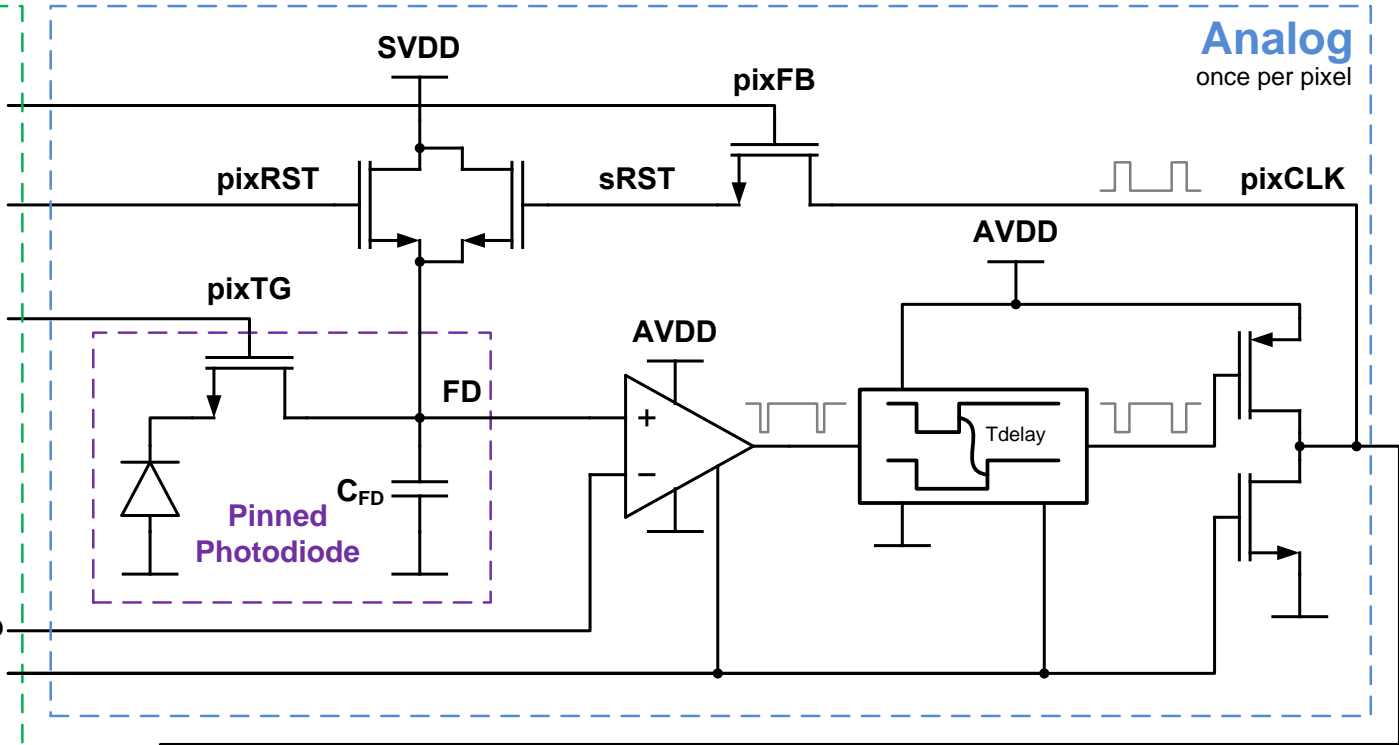 Analog
once per pixel
SVDD
pixFB
pixRST
sRST
pixCLK
AVDD
pixTG
AVDD
FD
+
−
Tdelay
CFD
Pinned
Photodiode